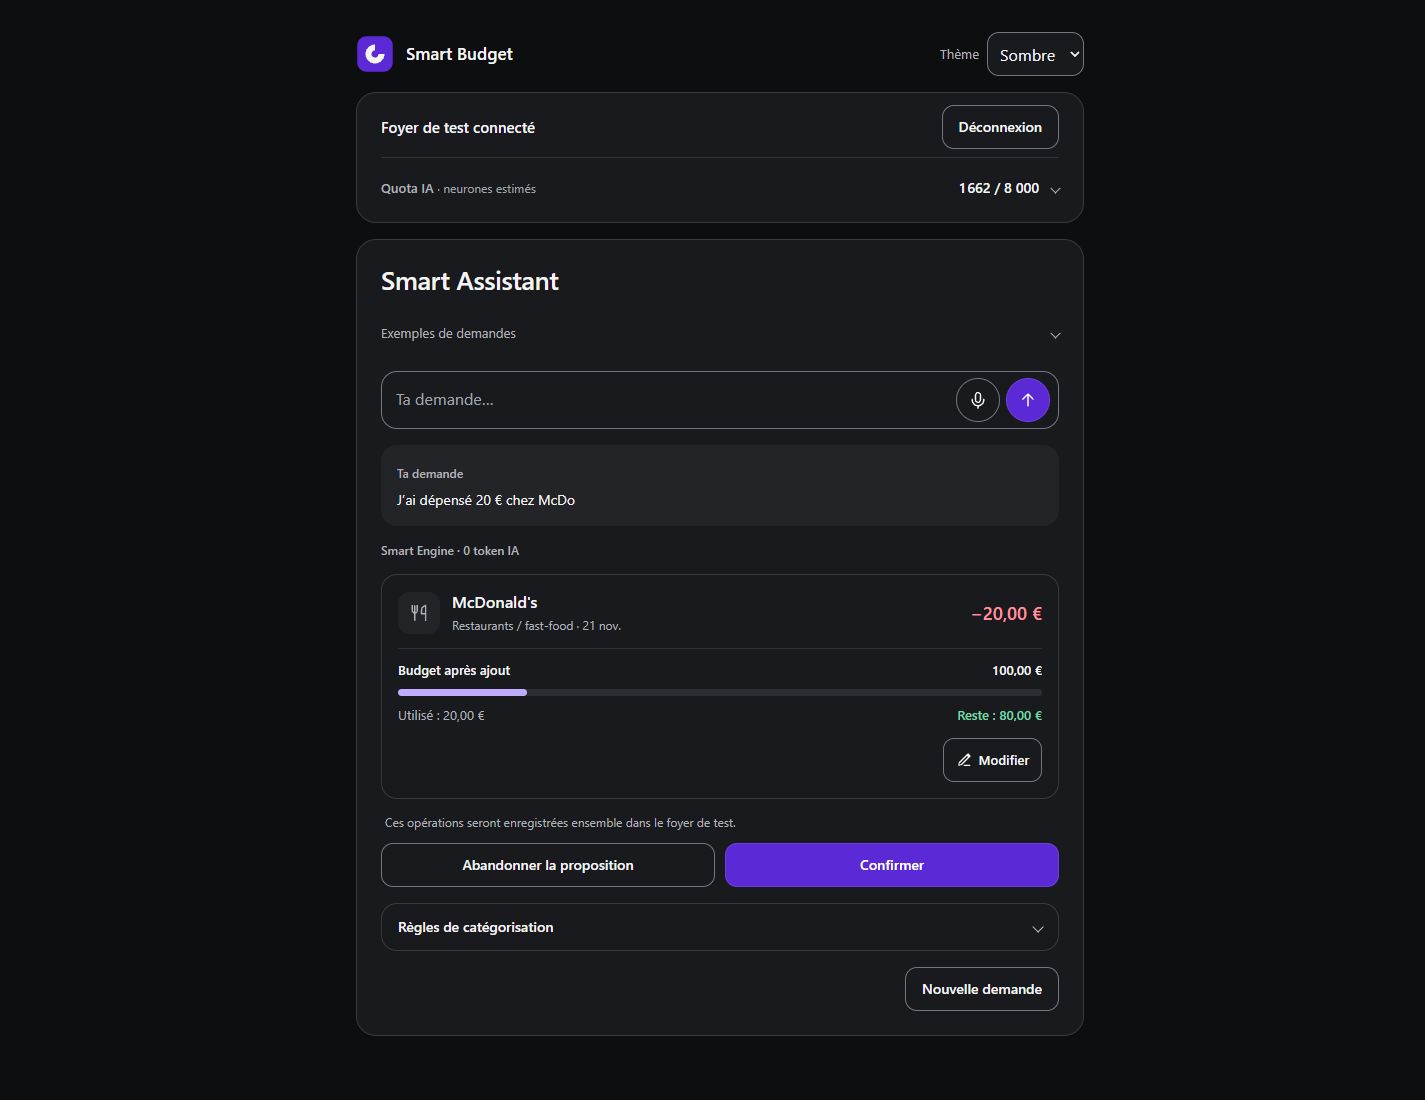 Smart Budget
Thème
Sombre
Foyer de test connecté
Déconnexion
Quota IA · neurones estimés
1 662 / 8 000
Smart Assistant
Exemples de demandes
Ta demande...
Ta demande
J'ai dépensé 20 € chez McDo
Smart Engine · 0 token IA
McDonald's
Restaurants / fast-food · 21 nov.
−20,00 €
Budget après ajout
100,00 €
Utilisé : 20,00 €
Reste : 80,00 €
Modifier
Ces opérations seront enregistrées ensemble dans le foyer de test.
Abandonner la proposition
Confirmer
Règles de catégorisation
Nouvelle demande